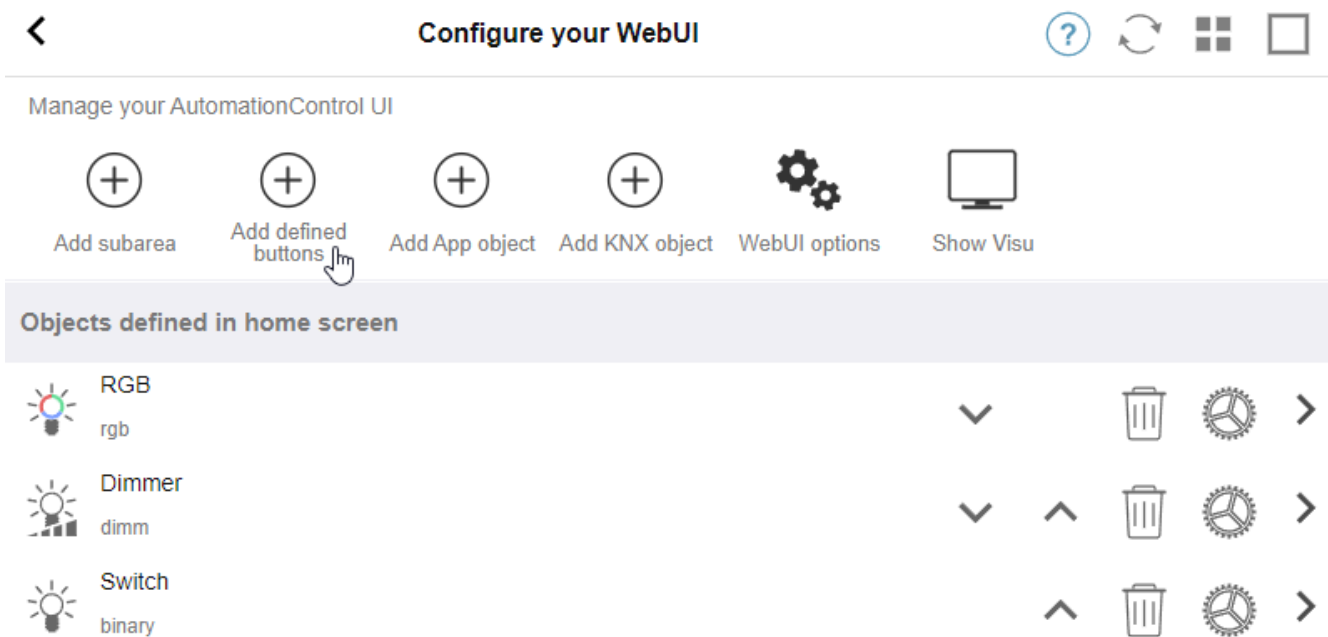 Configure your WebUI
?
Manage your AutomationControl UI
Add subarea
Add defined
buttons
Add App object
Add KNX object
WebUI options
Show Visu
Objects defined in home screen
RGB
rgb
Dimmer
dimm
Switch
binary